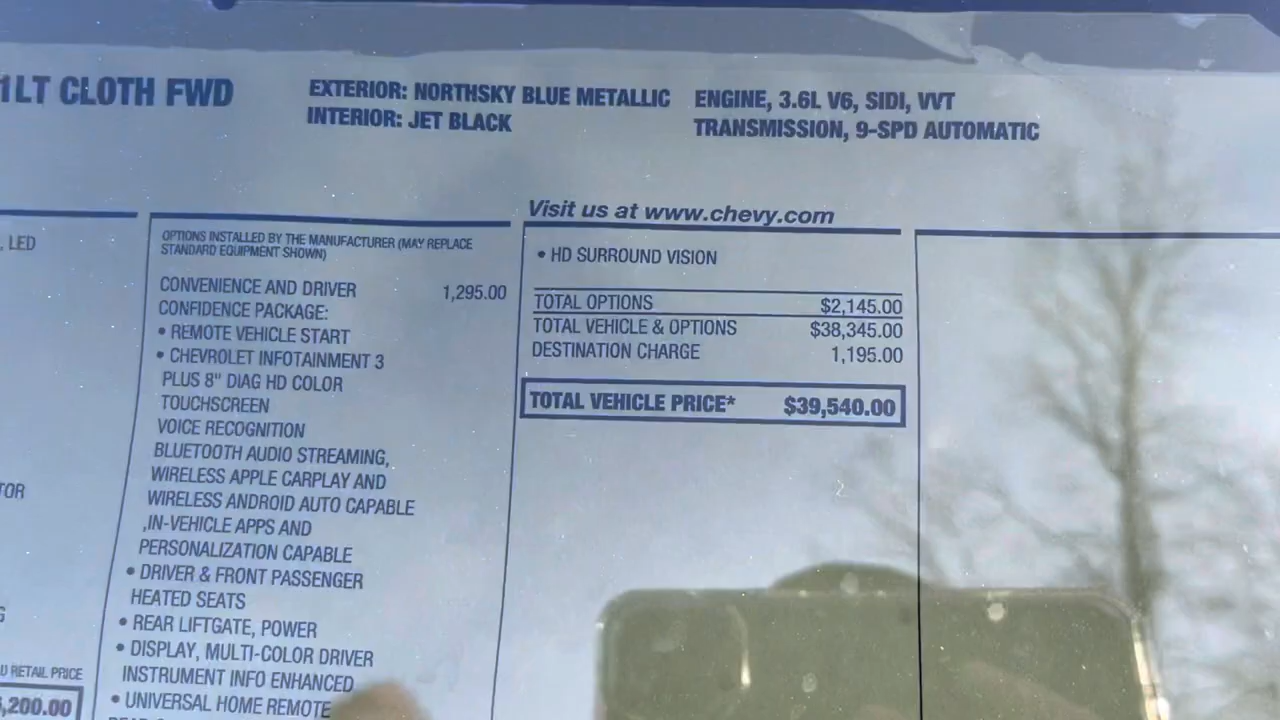 1LT CLOTH FWD
EXTERIOR: NORTHSKY BLUE METALLIC
INTERIOR: JET BLACK
ENGINE, 3.6L V6, SIDI, VVT
TRANSMISSION, 9-SPD AUTOMATIC
Visit us at www.chevy.com
, LED
OPTIONS INSTALLED BY THE MANUFACTURER (MAY REPLACE
STANDARD EQUIPMENT SHOWN)
CONVENIENCE AND DRIVER 1,295.00
CONFIDENCE PACKAGE:
• REMOTE VEHICLE START
• CHEVROLET INFOTAINMENT 3
PLUS 8" DIAG HD COLOR
TOUCHSCREEN
VOICE RECOGNITION
BLUETOOTH AUDIO STREAMING,
WIRELESS APPLE CARPLAY AND
WIRELESS ANDROID AUTO CAPABLE
,IN-VEHICLE APPS AND
PERSONALIZATION CAPABLE
• DRIVER & FRONT PASSENGER
HEATED SEATS
• REAR LIFTGATE, POWER
• DISPLAY, MULTI-COLOR DRIVER
INSTRUMENT INFO ENHANCED
• UNIVERSAL HOME REMOTE
• HD SURROUND VISION
TOTAL OPTIONS $2,145.00
TOTAL VEHICLE & OPTIONS $38,345.00
DESTINATION CHARGE 1,195.00
TOTAL VEHICLE PRICE* $39,540.00
RETAIL PRICE
,200.00